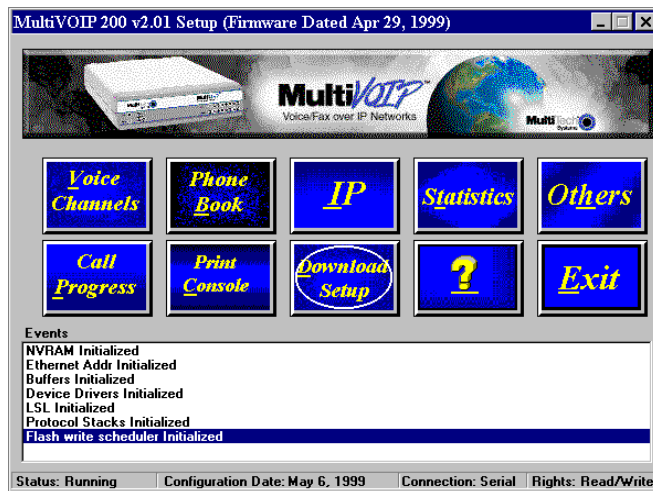 MultiVOIP 200 v2.01 Setup (Firmware Dated Apr 29, 1999)
MultiVOIP™
Voice/Fax over IP Networks
MultiTech
Systems
Voice
Channels
Phone
Book
IP
Statistics
Others
Call
Progress
Print
Console
Download
Setup
?
Exit
Events
NVRAM Initialized
Ethernet Addr Initialized
Buffers Initialized
Device Drivers Initialized
LSL Initialized
Protocol Stacks Initialized
Flash write scheduler Initialized
Status: Running Configuration Date: May 6, 1999 Connection: Serial Rights: Read/Write